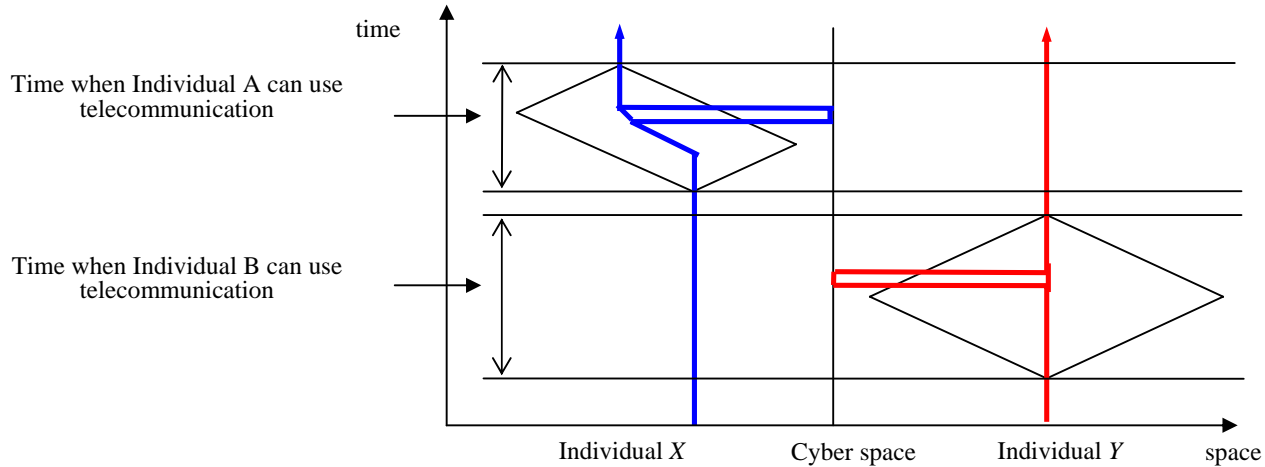 time
Time when Individual A can use
telecommunication
Time when Individual B can use
telecommunication
Individual X
Cyber space
Individual Y
space